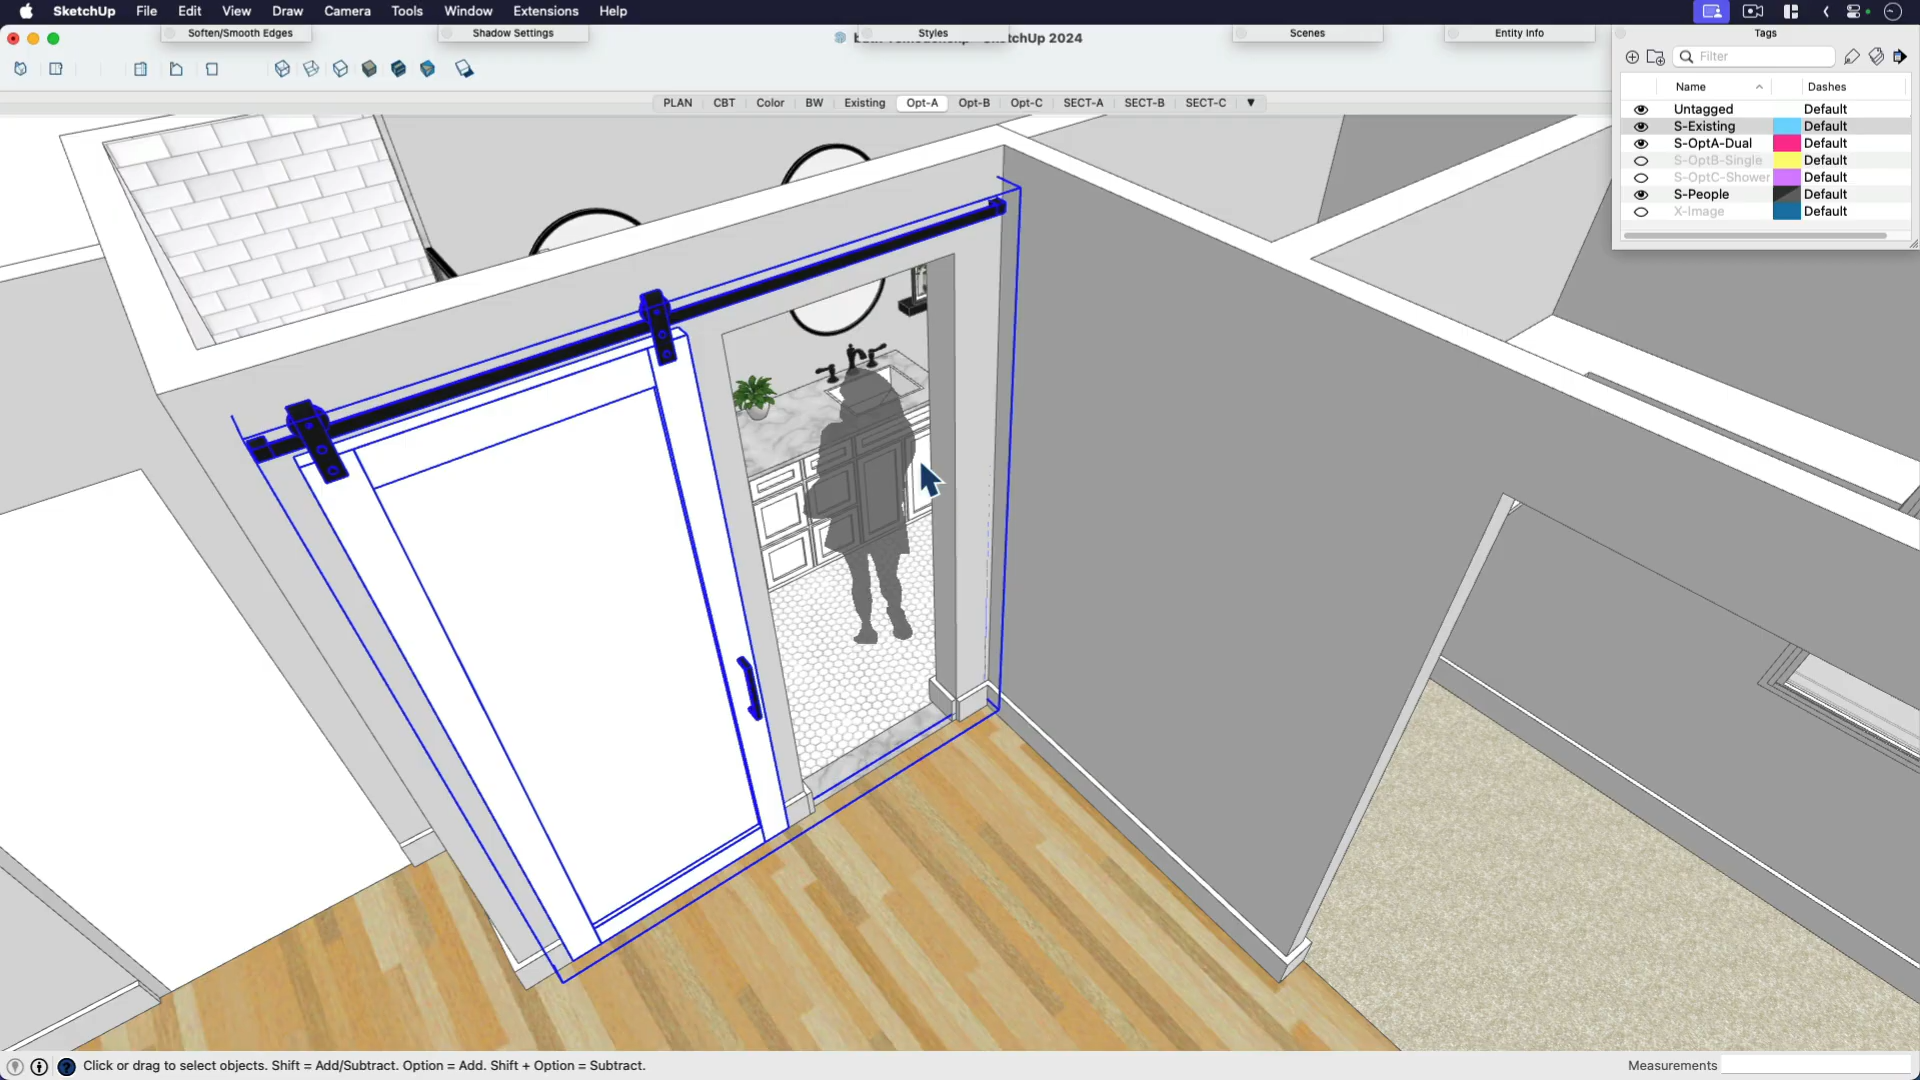 SketchUp File Edit View Draw Camera Tools Window Extensions Help
Soften/Smooth Edges
Shadow Settings
Styles
Scenes
Entity Info
Tags
SketchUp 2024
Filter
PLAN CBT Color BW Existing Opt-A Opt-B Opt-C SECT-A SECT-B SECT-C
Name Dashes
Untagged Default
S-Existing Default
S-OptA-Dual Default
S-OptB-Single Default
S-OptC-Shower Default
S-People Default
X-Image Default
Click or drag to select objects. Shift = Add/Subtract. Option = Add. Shift + Option = Subtract.
Measurements